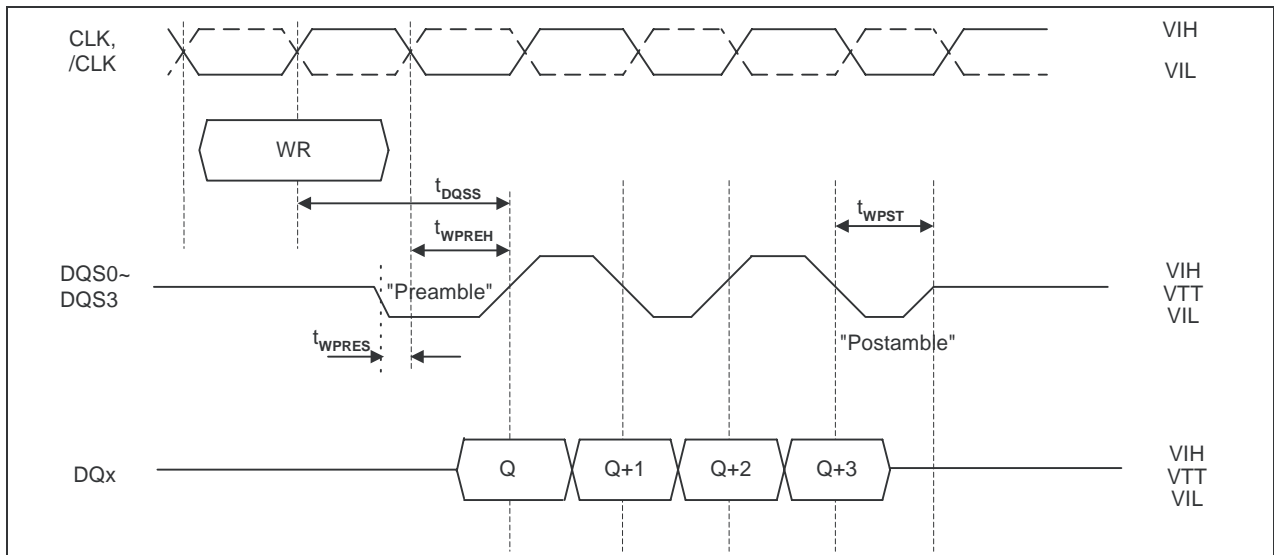 CLK,
/CLK
VIH
VIL
WR
tDQSS
tWPREH
tWPST
DQS0~
DQS3
"Preamble"
VIH
VTT
VIL
tWPRES
"Postamble"
DQx
Q
Q+1
Q+2
Q+3
VIH
VTT
VIL